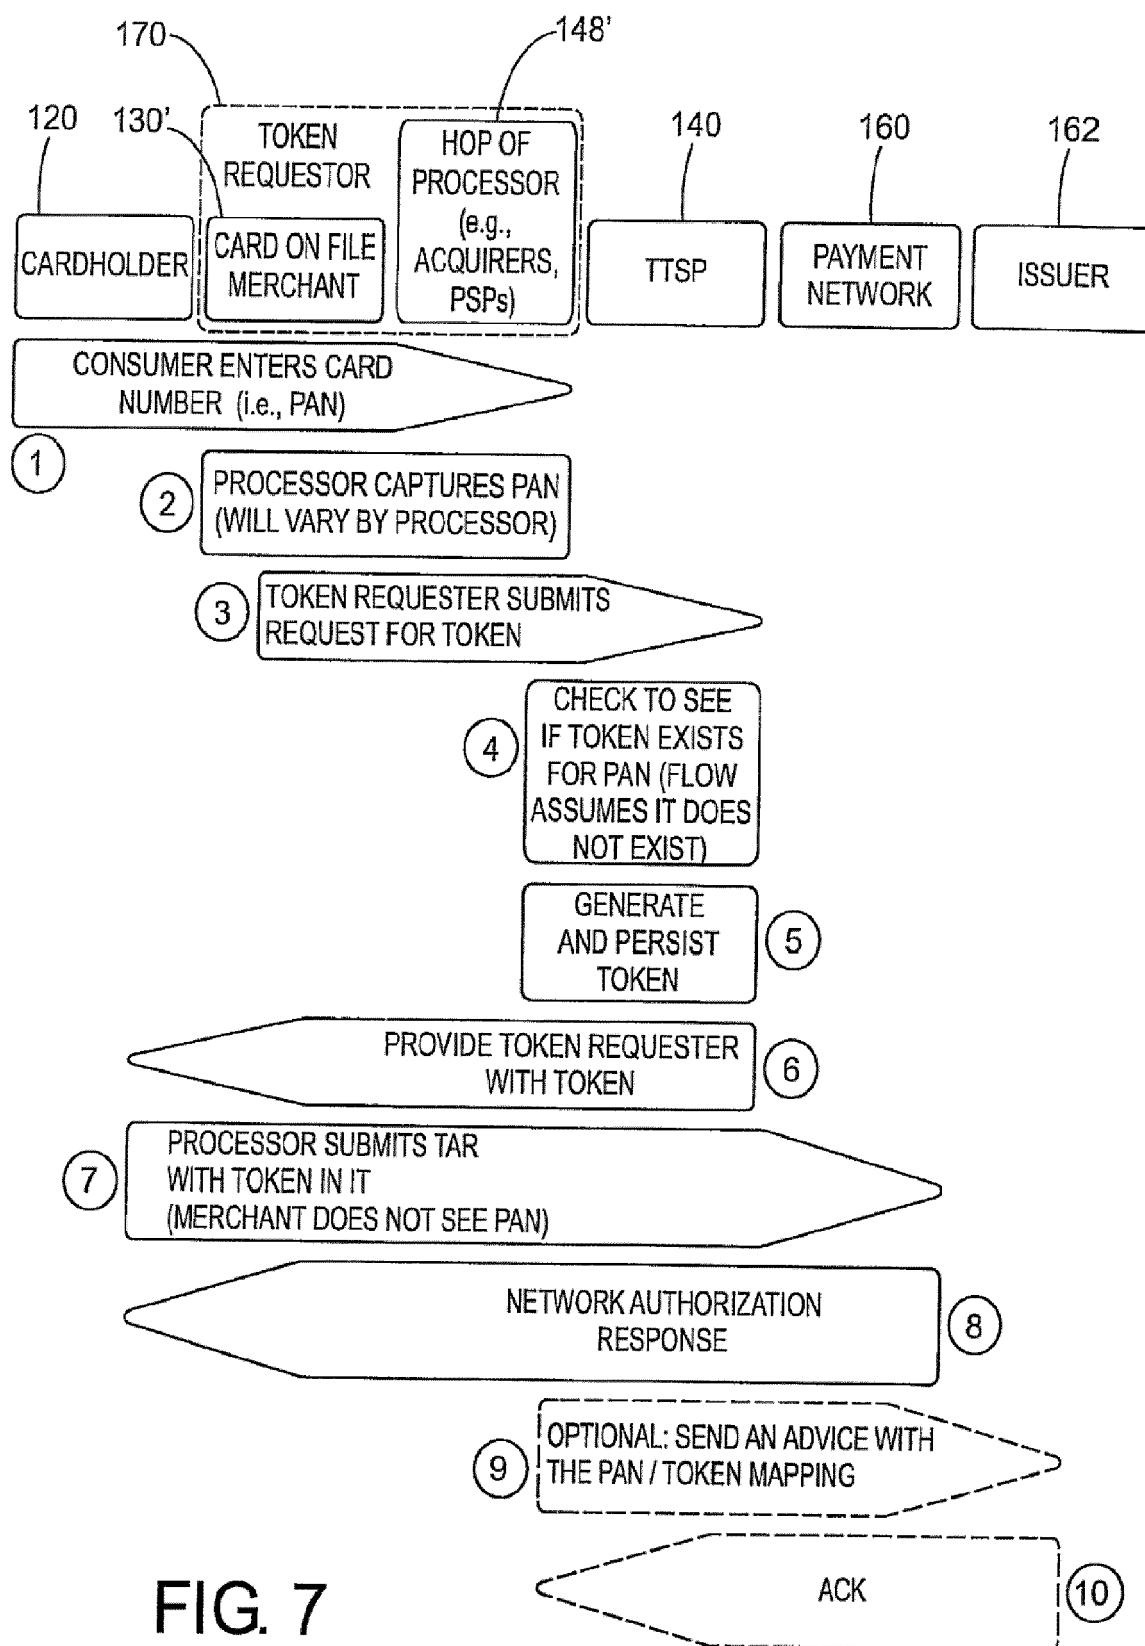 170
148'
120
130'
140
160
162
TOKEN
REQUESTOR
HOP OF
PROCESSOR
(e.g.,
ACQUIRERS,
PSPs)
CARDHOLDER
CARD ON FILE
MERCHANT
TTSP
PAYMENT
NETWORK
ISSUER
CONSUMER ENTERS CARD
NUMBER (i.e., PAN)
1
2
PROCESSOR CAPTURES PAN
(WILL VARY BY PROCESSOR)
3
TOKEN REQUESTER SUBMITS
REQUEST FOR TOKEN
4
CHECK TO SEE
IF TOKEN EXISTS
FOR PAN (FLOW
ASSUMES IT DOES
NOT EXIST)
GENERATE
AND PERSIST
TOKEN
5
PROVIDE TOKEN REQUESTER
WITH TOKEN
6
7
PROCESSOR SUBMITS TAR
WITH TOKEN IN IT
(MERCHANT DOES NOT SEE PAN)
NETWORK AUTHORIZATION
RESPONSE
8
9
OPTIONAL: SEND AN ADVICE WITH
THE PAN / TOKEN MAPPING
ACK
10
FIG. 7